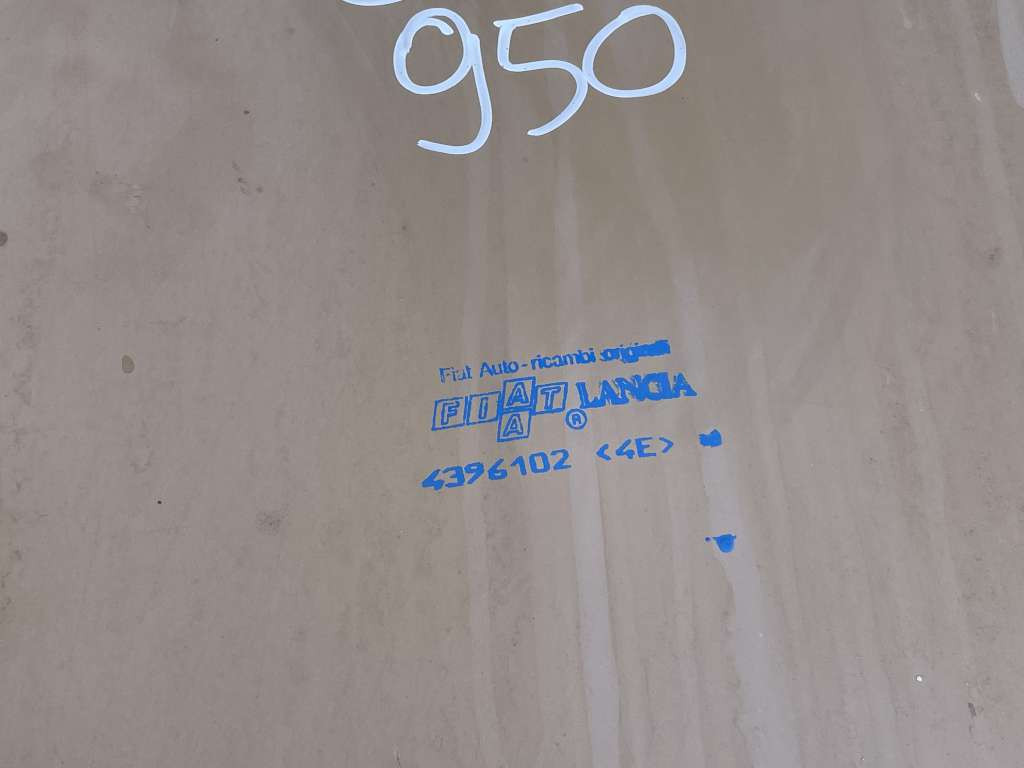 950
Fiat Auto - ricambi originali
FIAT LANCIA
A ®
4396102 <4E>